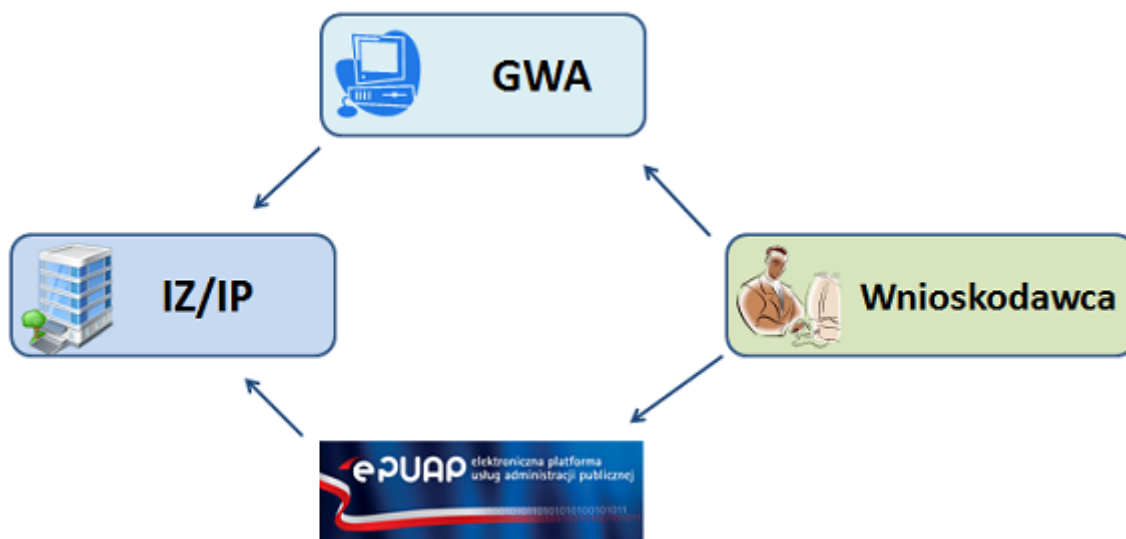 GWA
IZ/IP
Wnioskodawca
ePUAP
elektroniczna platforma
usług administracji publicznej